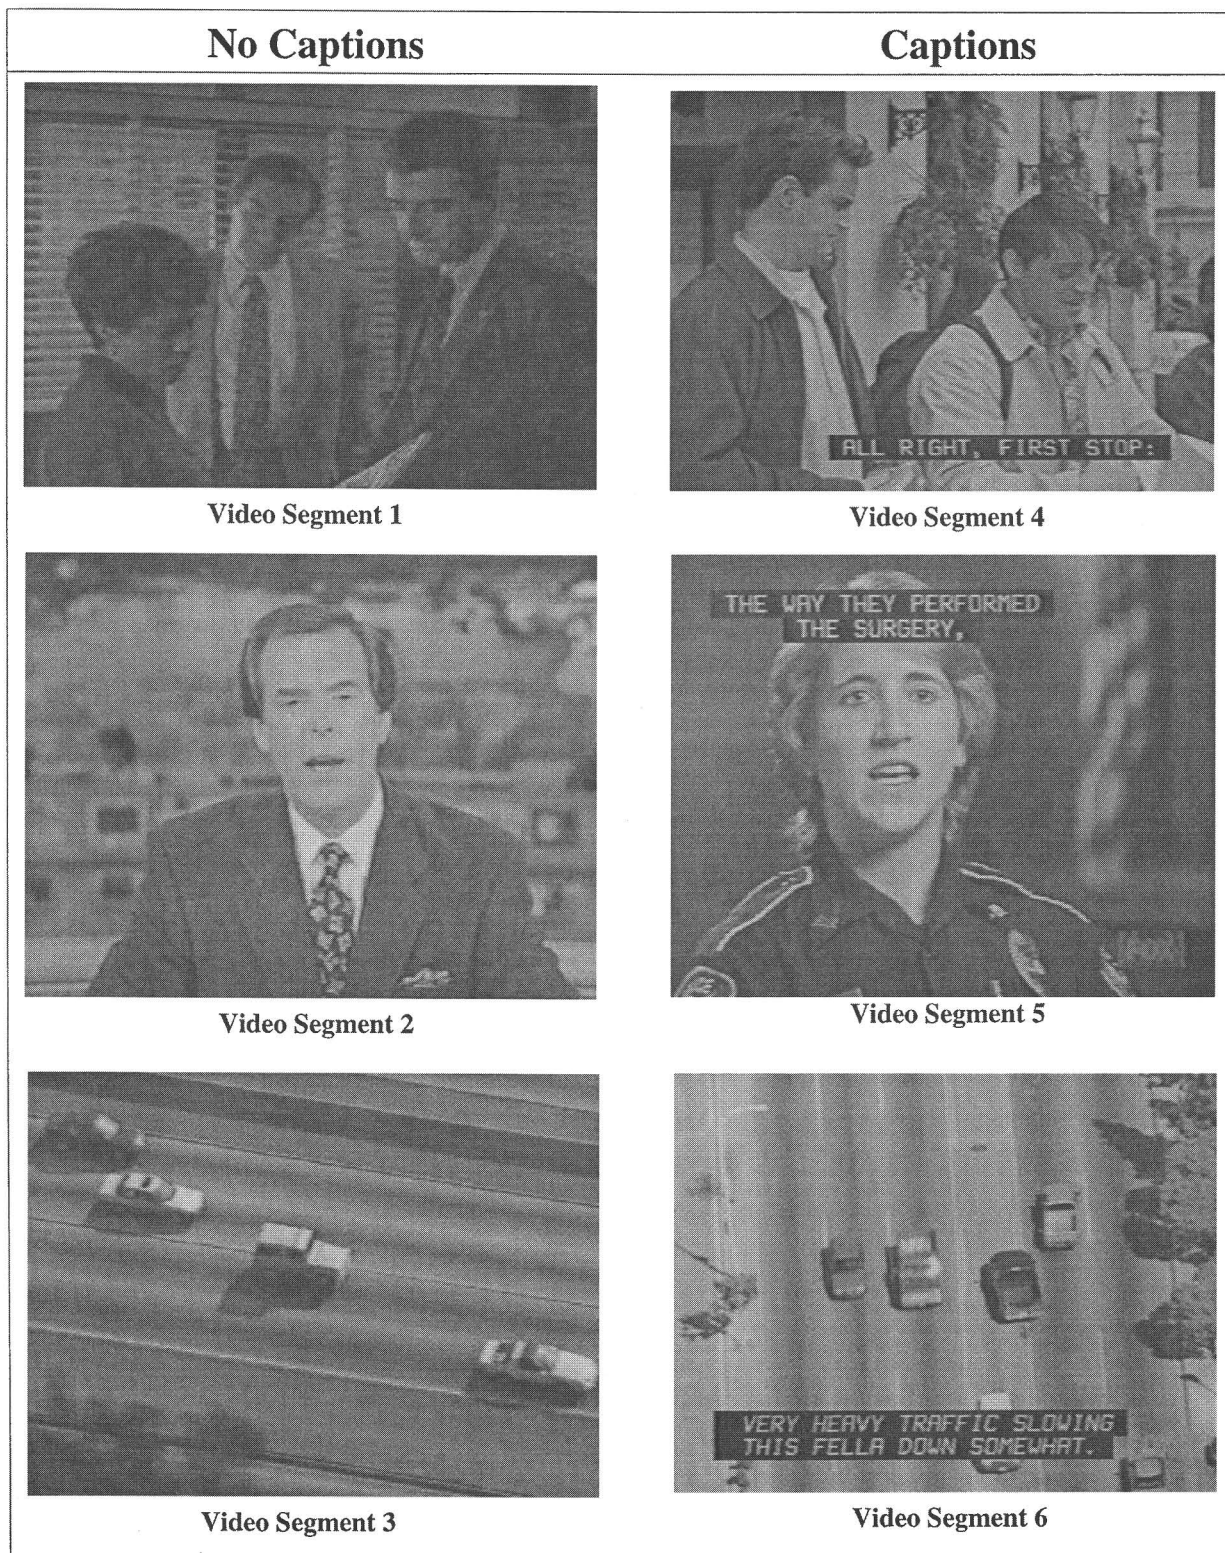 No Captions
Captions
ALL RIGHT, FIRST STOP:
Video Segment 1
Video Segment 4
THE WAY THEY PERFORMED
THE SURGERY,
Video Segment 2
Video Segment 5
VERY HEAVY TRAFFIC SLOWING
THIS FELLA DOWN SOMEWHAT.
Video Segment 3
Video Segment 6